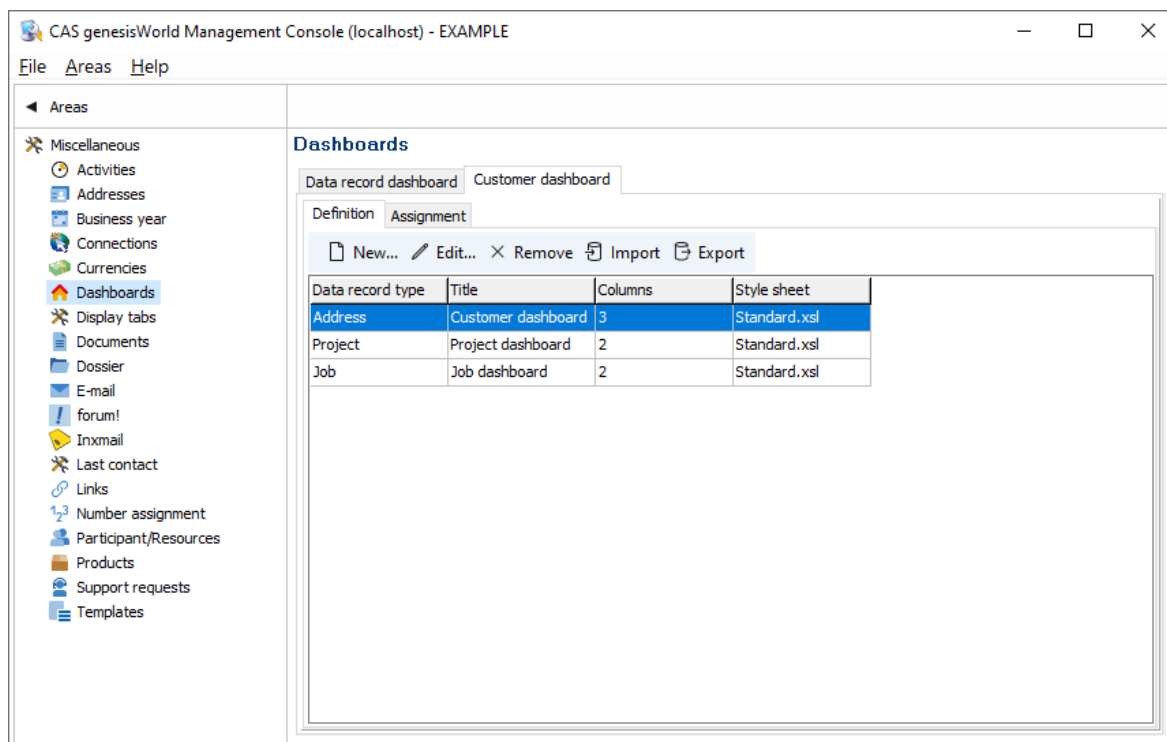 CAS genesisWorld Management Console (localhost) - EXAMPLE
File Areas Help
Areas
Miscellaneous
Activities
Addresses
Business year
Connections
Currencies
Dashboards
Display tabs
Documents
Dossier
E-mail
forum!
Inxmail
Last contact
Links
Number assignment
Participant/Resources
Products
Support requests
Templates
Dashboards
Data record dashboard Customer dashboard
Definition Assignment
New... Edit... Remove Import Export
Data record type Title Columns Style sheet
Address Customer dashboard 3 Standard.xsl
Project Project dashboard 2 Standard.xsl
Job Job dashboard 2 Standard.xsl